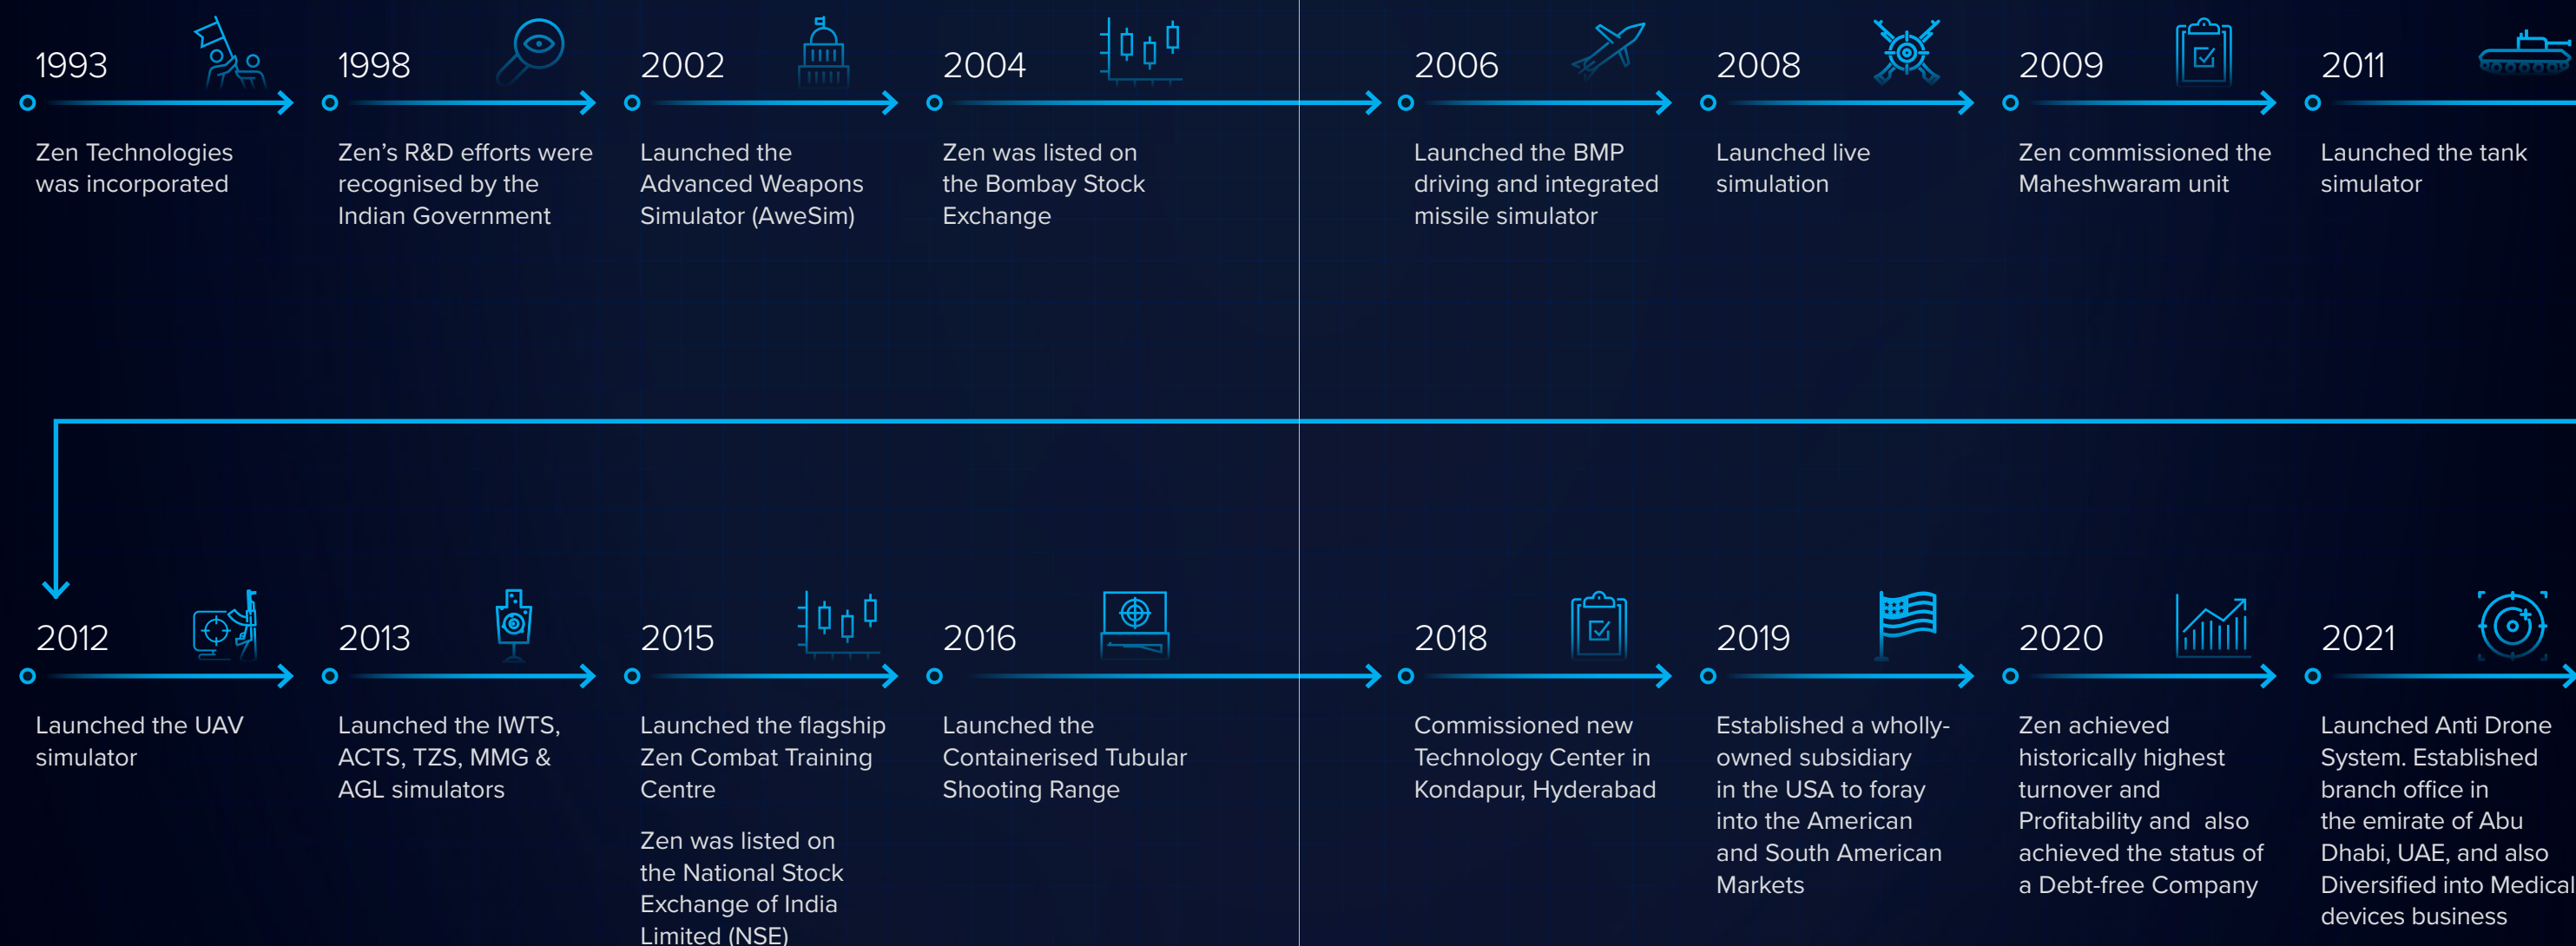 1993
Zen Technologies
was incorporated
1998
Zen’s R&D efforts were
recognised by the
Indian Government
2002
Launched the
Advanced Weapons
Simulator (AweSim)
2004
Zen was listed on
the Bombay Stock
Exchange
2006
Launched the BMP
driving and integrated
missile simulator
2008
Launched live
simulation
2009
Zen commissioned the
Maheshwaram unit
2011
Launched the tank
simulator
2012
Launched the UAV
simulator
2013
Launched the IWTS,
ACTS, TZS, MMG &
AGL simulators
2015
Launched the flagship
Zen Combat Training
Centre
Zen was listed on
the National Stock
Exchange of India
Limited (NSE)
2016
Launched the
Containerised Tubular
Shooting Range
2018
Commissioned new
Technology Center in
Kondapur, Hyderabad
2019
Established a wholly-
owned subsidiary
in the USA to foray
into the American
and South American
Markets
2020
Zen achieved
historically highest
turnover and
Profitability and  also
achieved the status of
a Debt-free Company
2021
Launched Anti Drone
System. Established
branch office in
the emirate of Abu
Dhabi, UAE, and also
Diversified into Medical
devices business